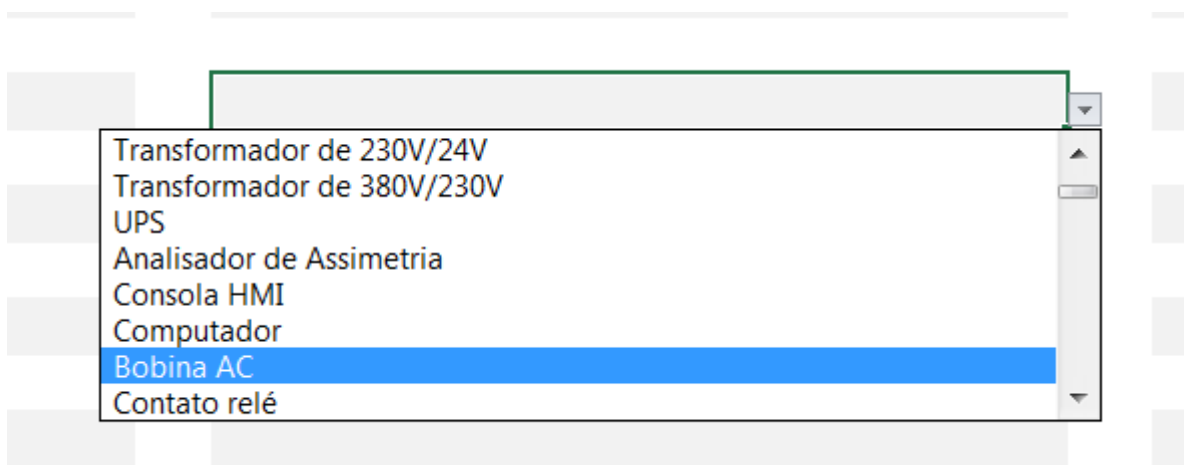 Transformador de 230V/24V
Transformador de 380V/230V
UPS
Analisador de Assimetria
Consola HMI
Computador
Bobina AC
Contato relé